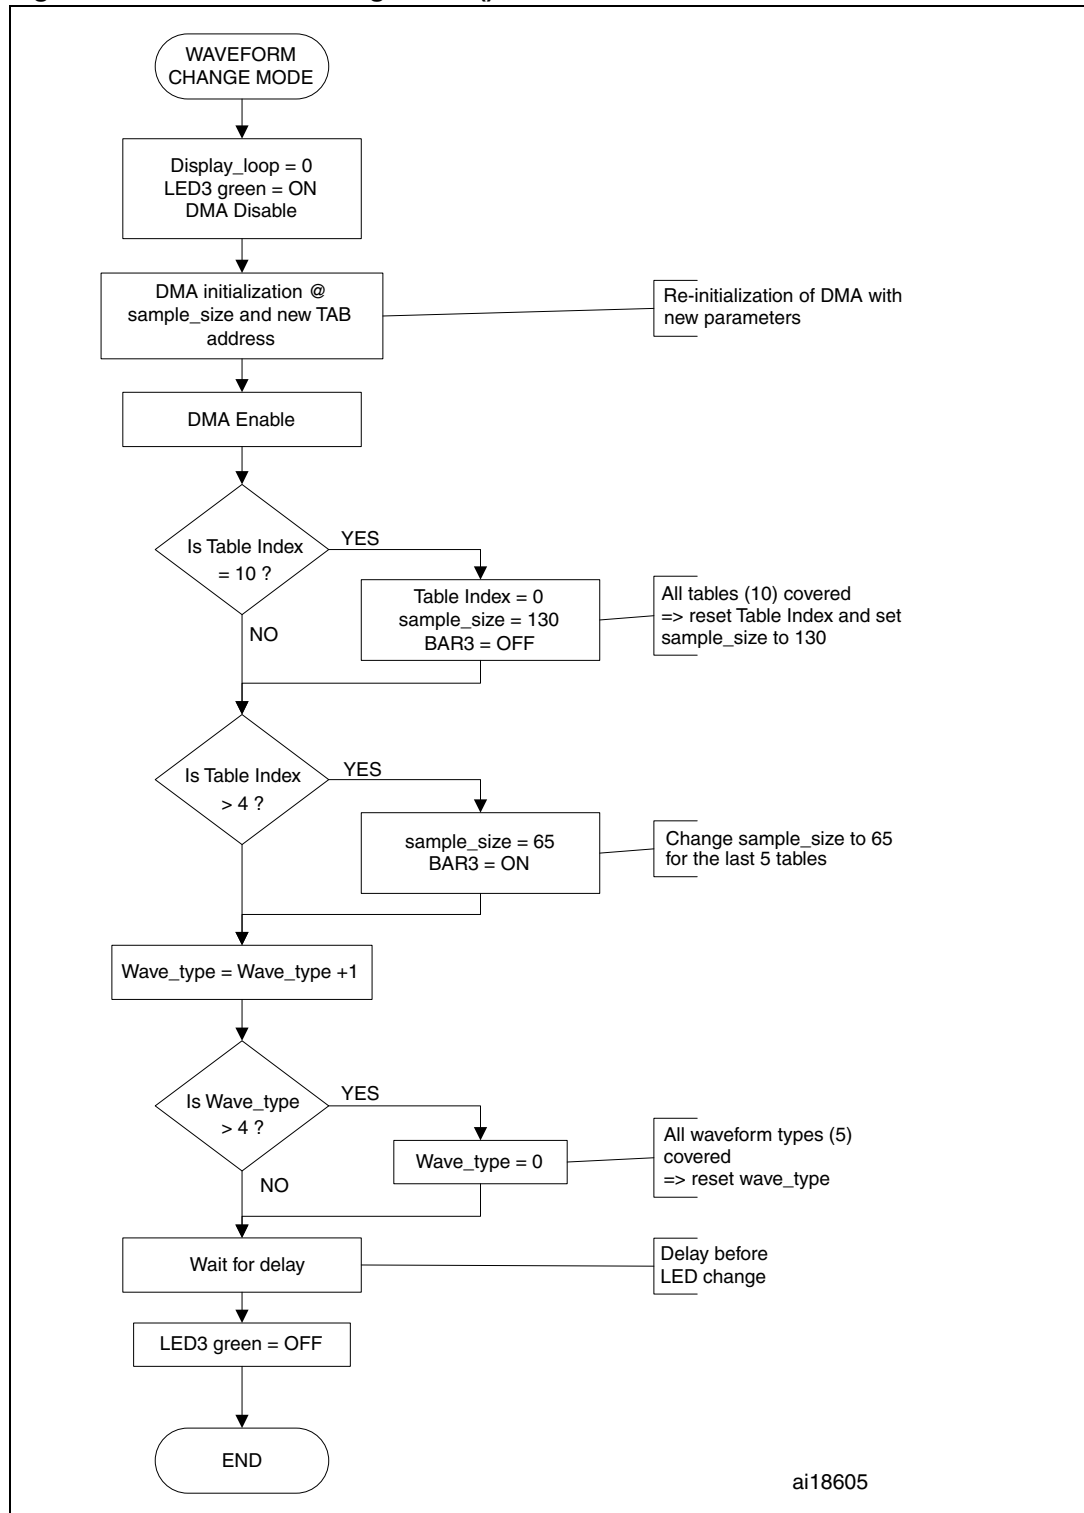 WAVEFORM
CHANGE MODE
Display_loop = 0
LED3 green = ON
DMA Disable
DMA initialization @
sample_size and new TAB
address
Re-initialization of DMA with
new parameters
DMA Enable
Is Table Index
= 10 ?
YES
NO
Table Index = 0
sample_size = 130
BAR3 = OFF
All tables (10) covered
=> reset Table Index and set
sample_size to 130
Is Table Index
> 4 ?
YES
sample_size = 65
BAR3 = ON
Change sample_size to 65
for the last 5 tables
Wave_type = Wave_type +1
Is Wave_type
> 4 ?
YES
NO
Wave_type = 0
All waveform types (5)
covered
=> reset wave_type
Wait for delay
Delay before
LED change
LED3 green = OFF
END
ai18605